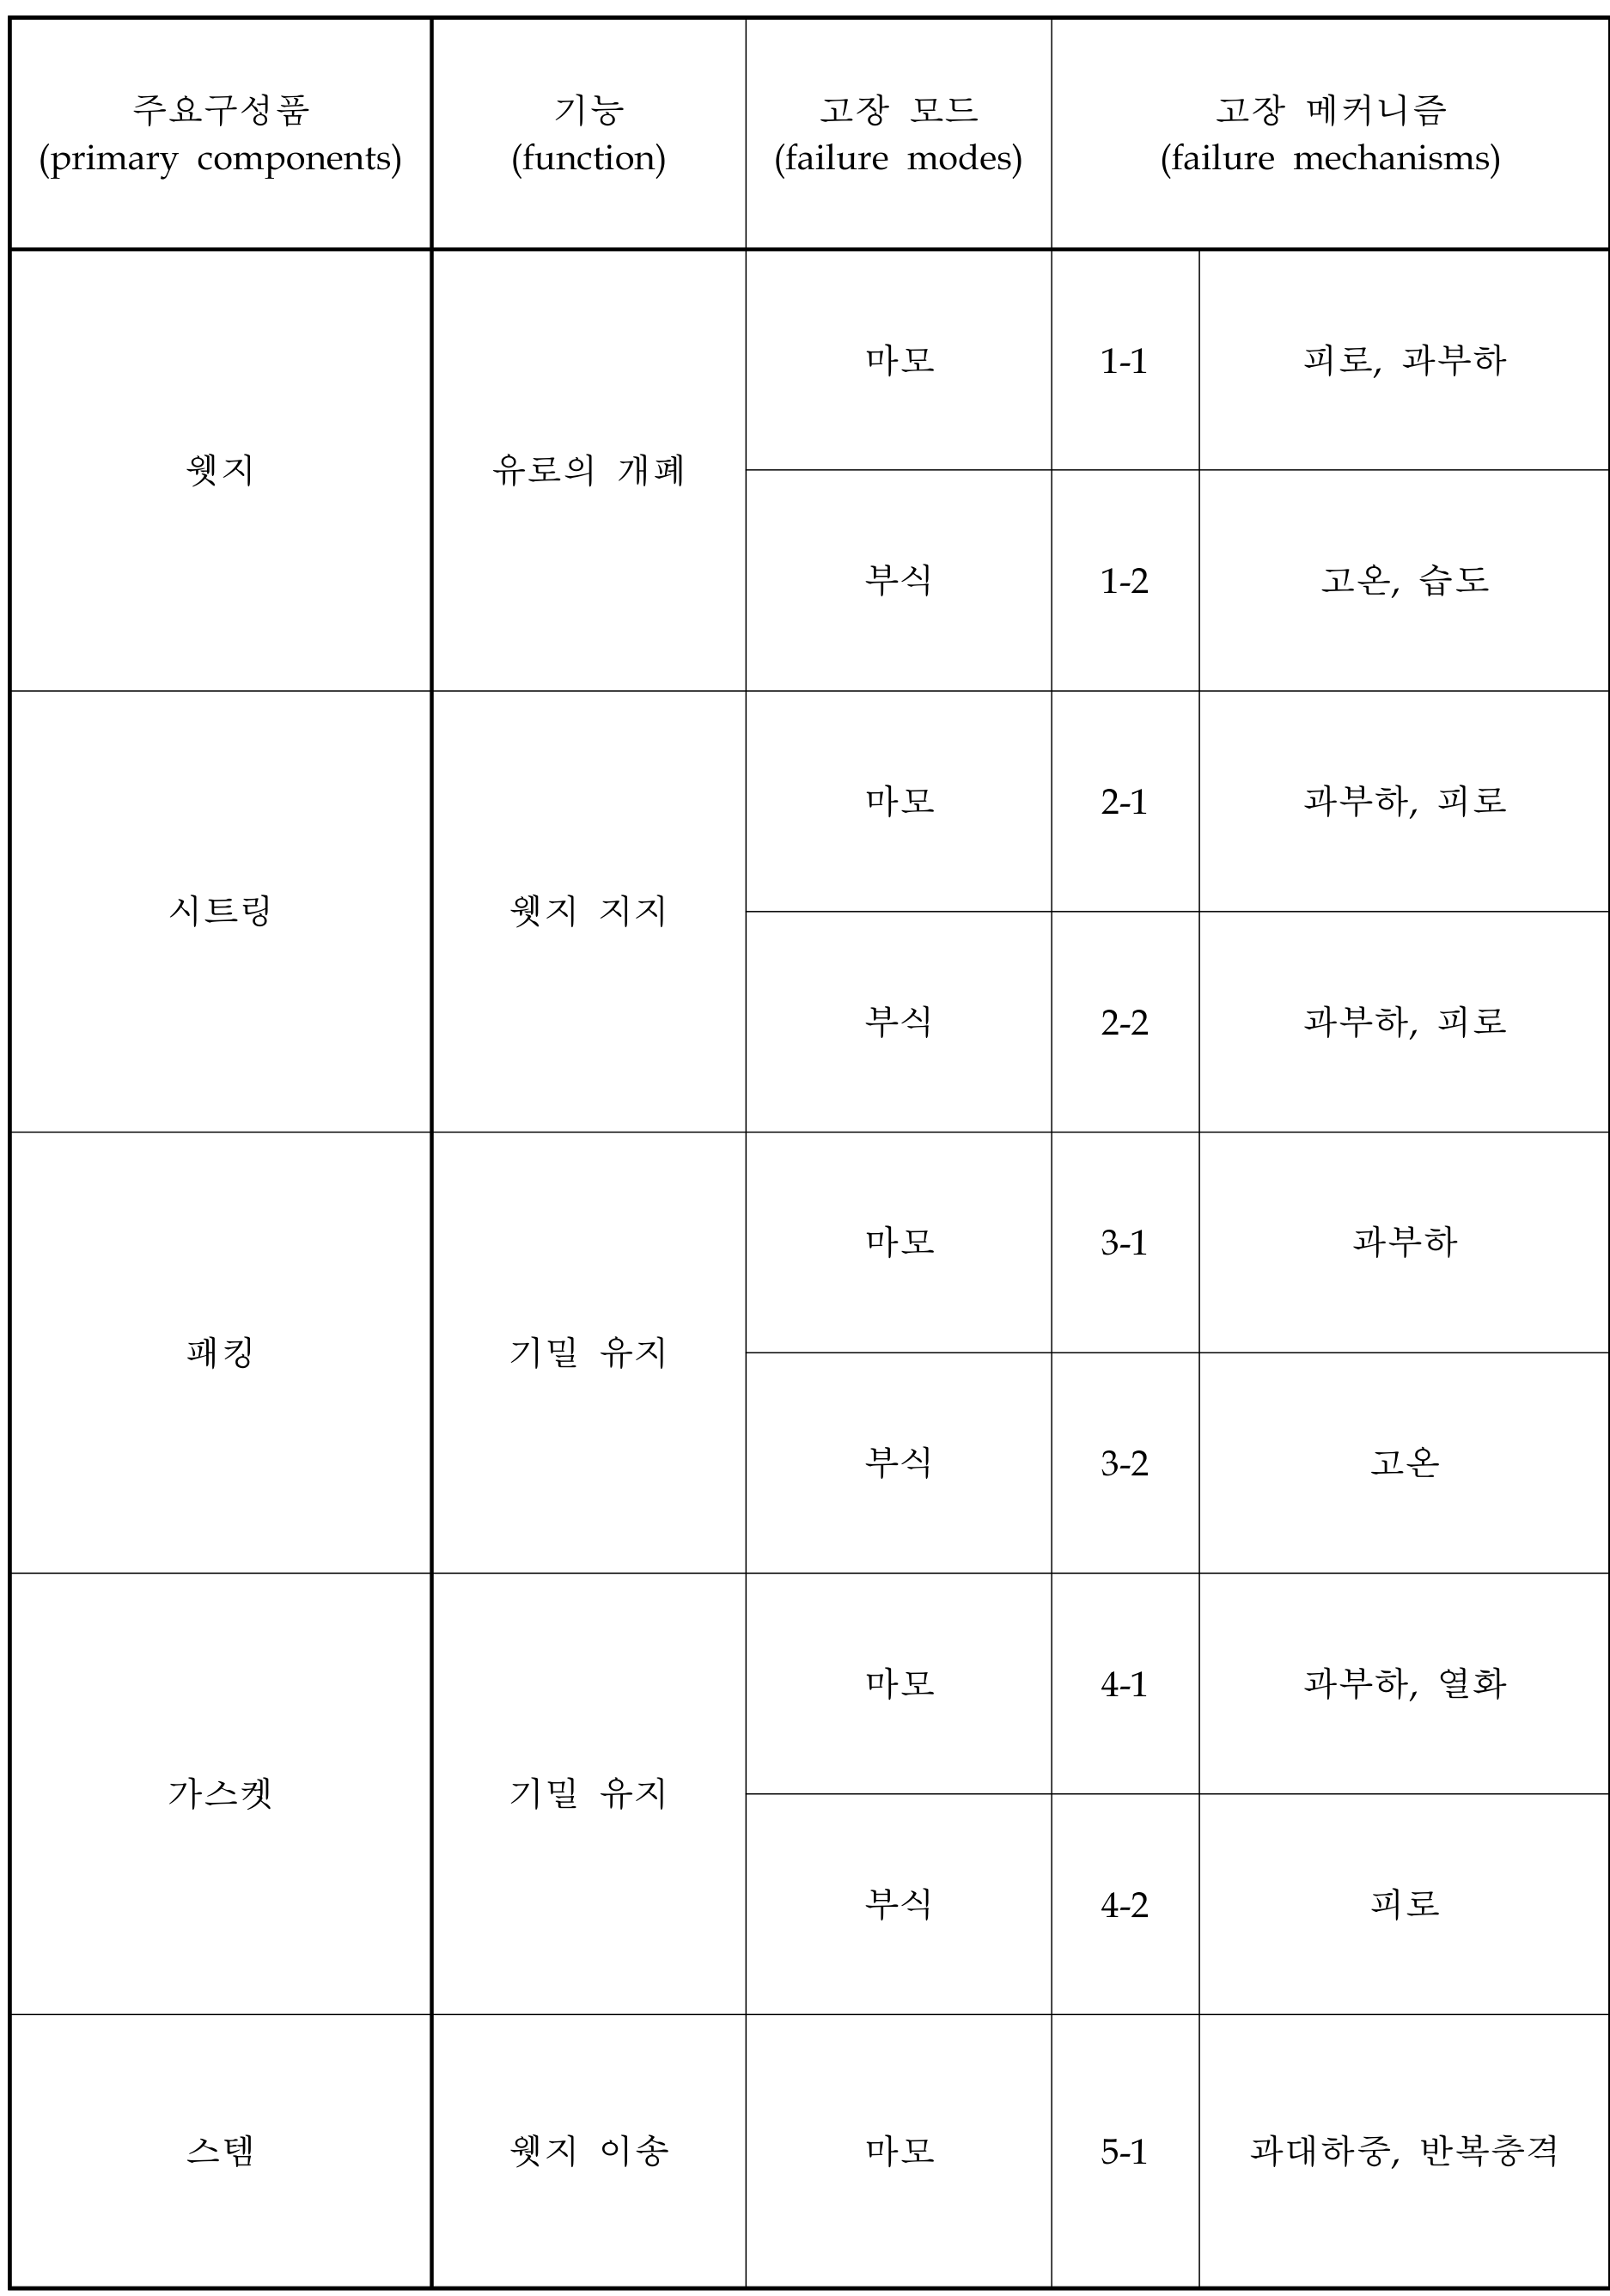 주요구성품
(primary components)
기능
(function)
고장 모드
(failure modes)
고장 메커니즘
(failure mechanisms)
웻지
유로의 개폐
마모
1-1
피로, 과부하
부식
1-2
고온, 습도
시트링
웻지 지지
마모
2-1
과부하, 피로
부식
2-2
과부하, 피로
패킹
기밀 유지
마모
3-1
과부하
부식
3-2
고온
가스켓
기밀 유지
마모
4-1
과부하, 열화
부식
4-2
피로
스템
웻지 이송
마모
5-1
과대하중, 반복충격